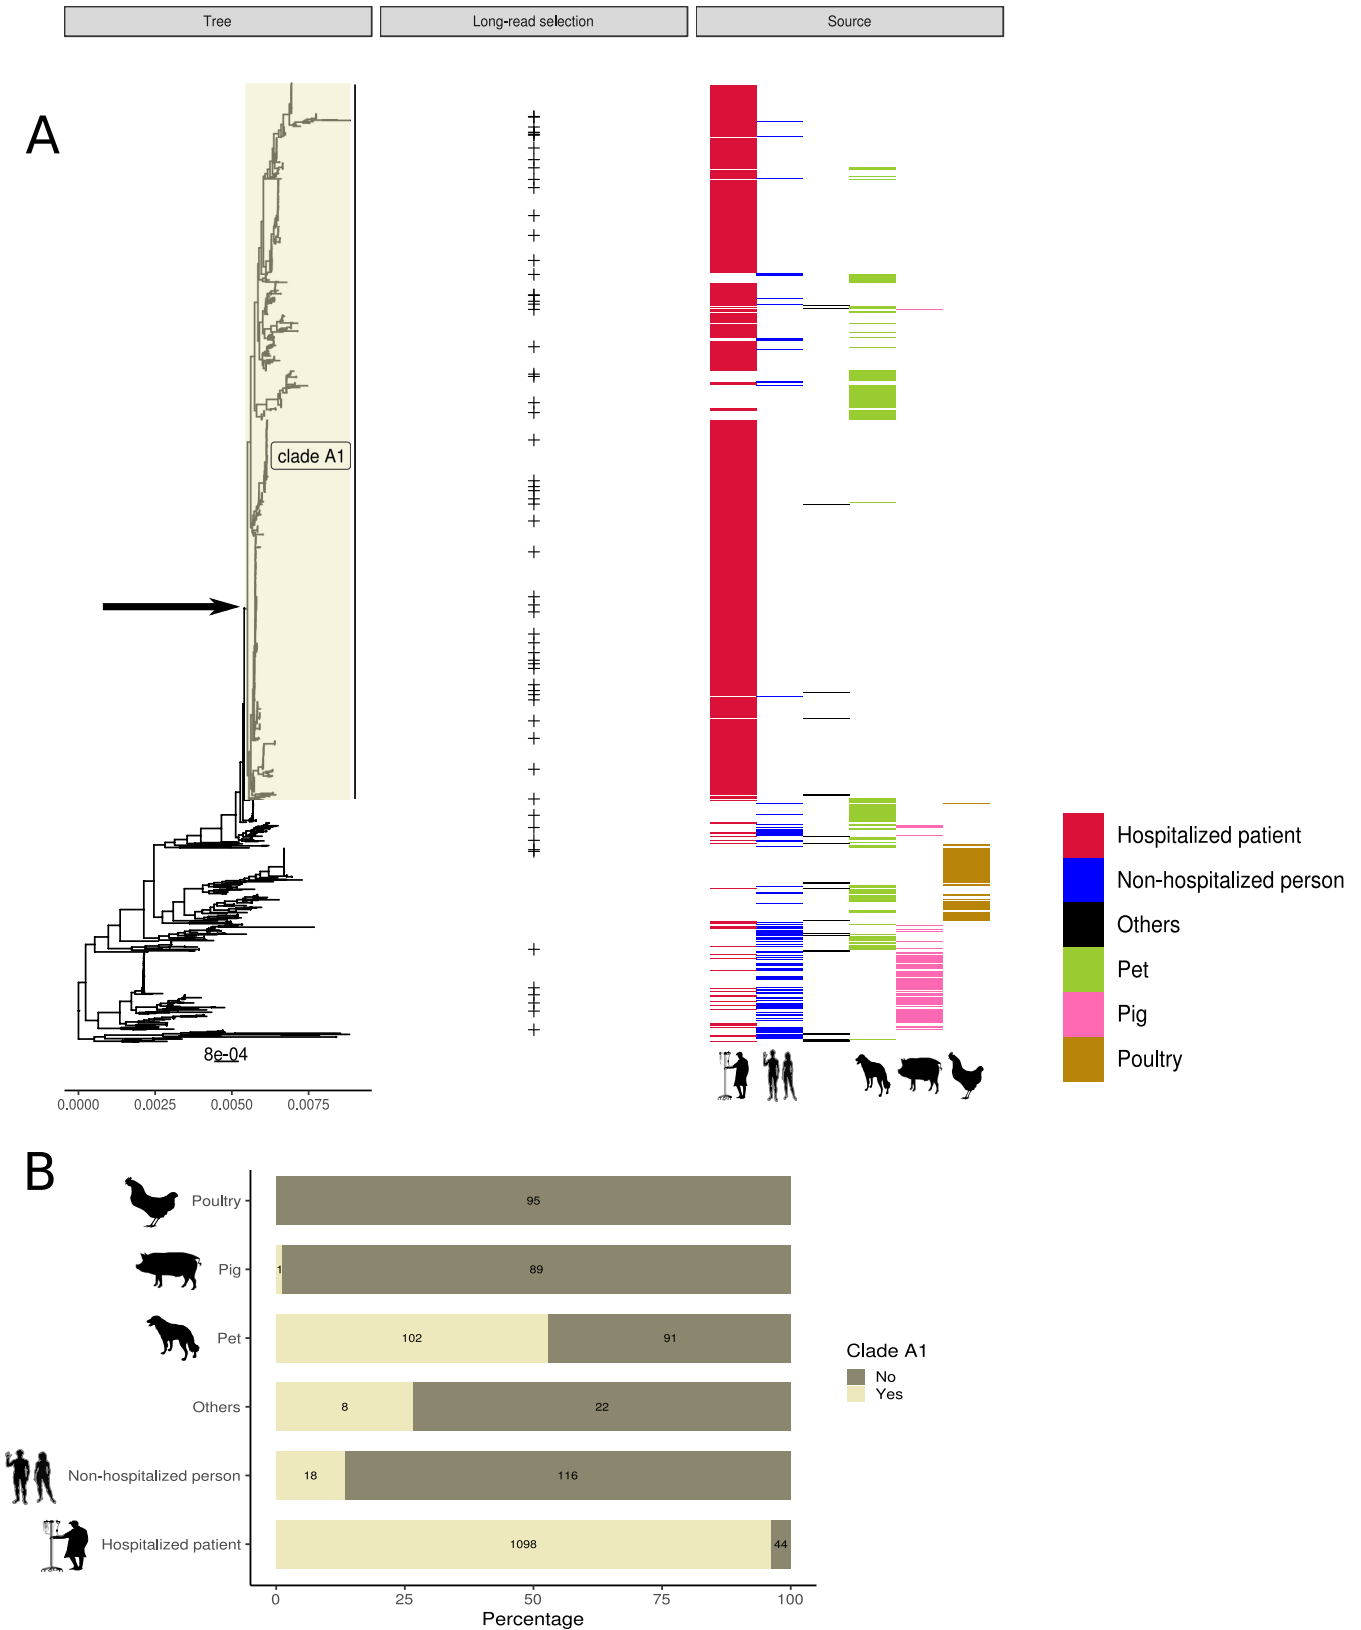 Tree Long-read selection Source
A
clade A1
8e-04
0.0000 0.0025 0.0050 0.0075
Hospitalized patient
Non-hospitalized person
Others
Pet
Pig
Poultry
B
Poultry 95
Pig 1 89
Pet 102 91
Others 8 22
Non-hospitalized person 18 116
Hospitalized patient 1098 44
0 25 50 75 100
Percentage
Clade A1
No
Yes